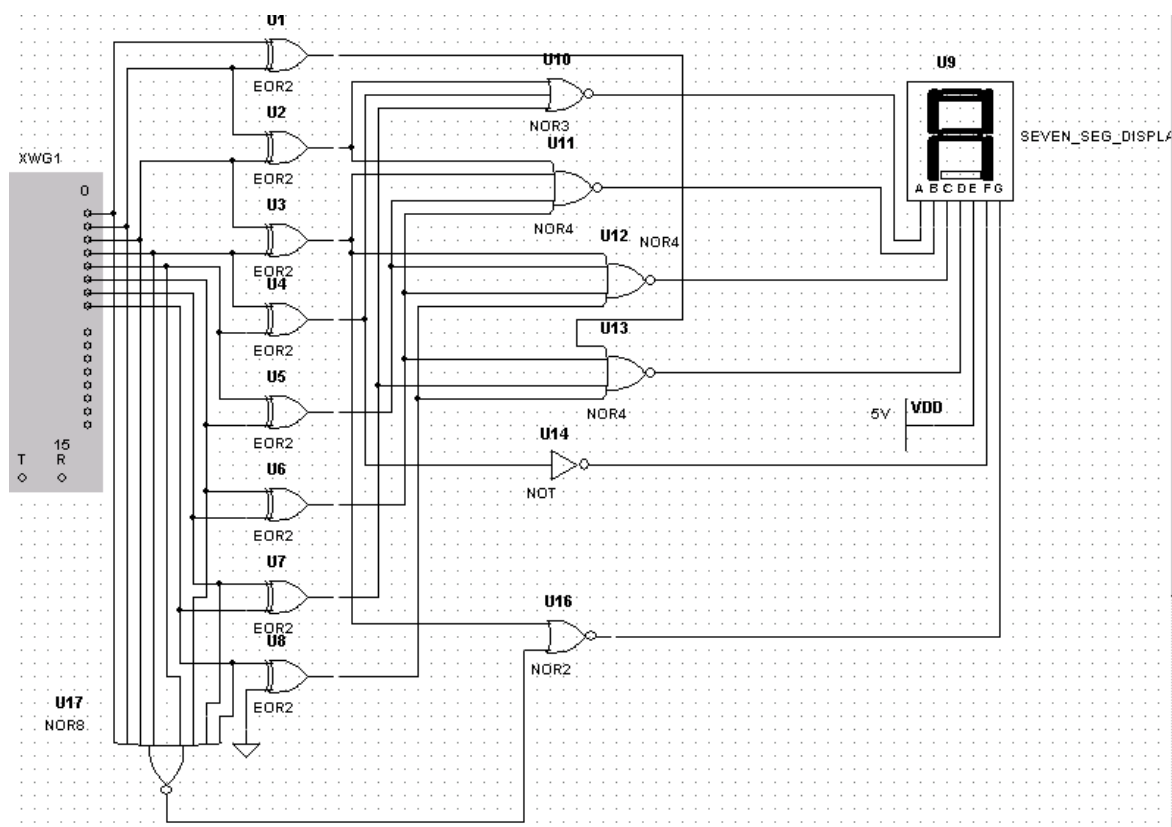 U1
EOR2
U2
EOR2
U3
EOR2
U4
EOR2
U5
EOR2
U6
EOR2
U7
EOR2
U8
EOR2
XWG1
0
15
T R
U17
NOR8
U10
NOR3
U11
NOR4
U12
NOR4
U13
NOR4
U14
NOT
U16
NOR2
U9
SEVEN_SEG_DISPLA
A B C D E F G
5V VDD